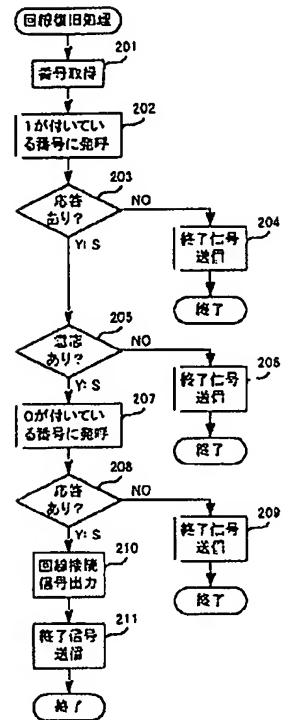 回線復旧処理
201
番号取得
202
1が付いてい
る番号に発呼
203
応答
あり?
NO
204
Y: S
終了信号
送信
終了
205
あり?
NO
206
Y: S
終了信号
送信
207
0が付いてい
る番号に発呼
終了
208
応答
あり?
NO
209
Y: S
終了信号
送信
210
回線接続
信号出力
終了
211
終了信号
送信
終了